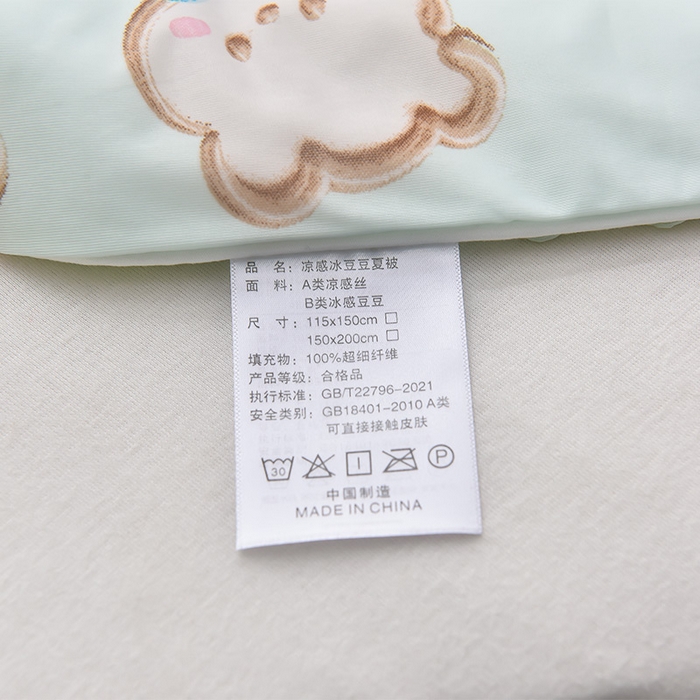 品 名：凉感冰豆豆夏被
面 料：A类凉感丝
B类冰感豆豆
尺 寸：115x150cm □
150x200cm □
填充物：100%超细纤维
产品等级：合格品
执行标准：GB/T22796-2021
安全类别：GB18401-2010 A类
可直接接触皮肤
30 P
中国制造
MADE IN CHINA